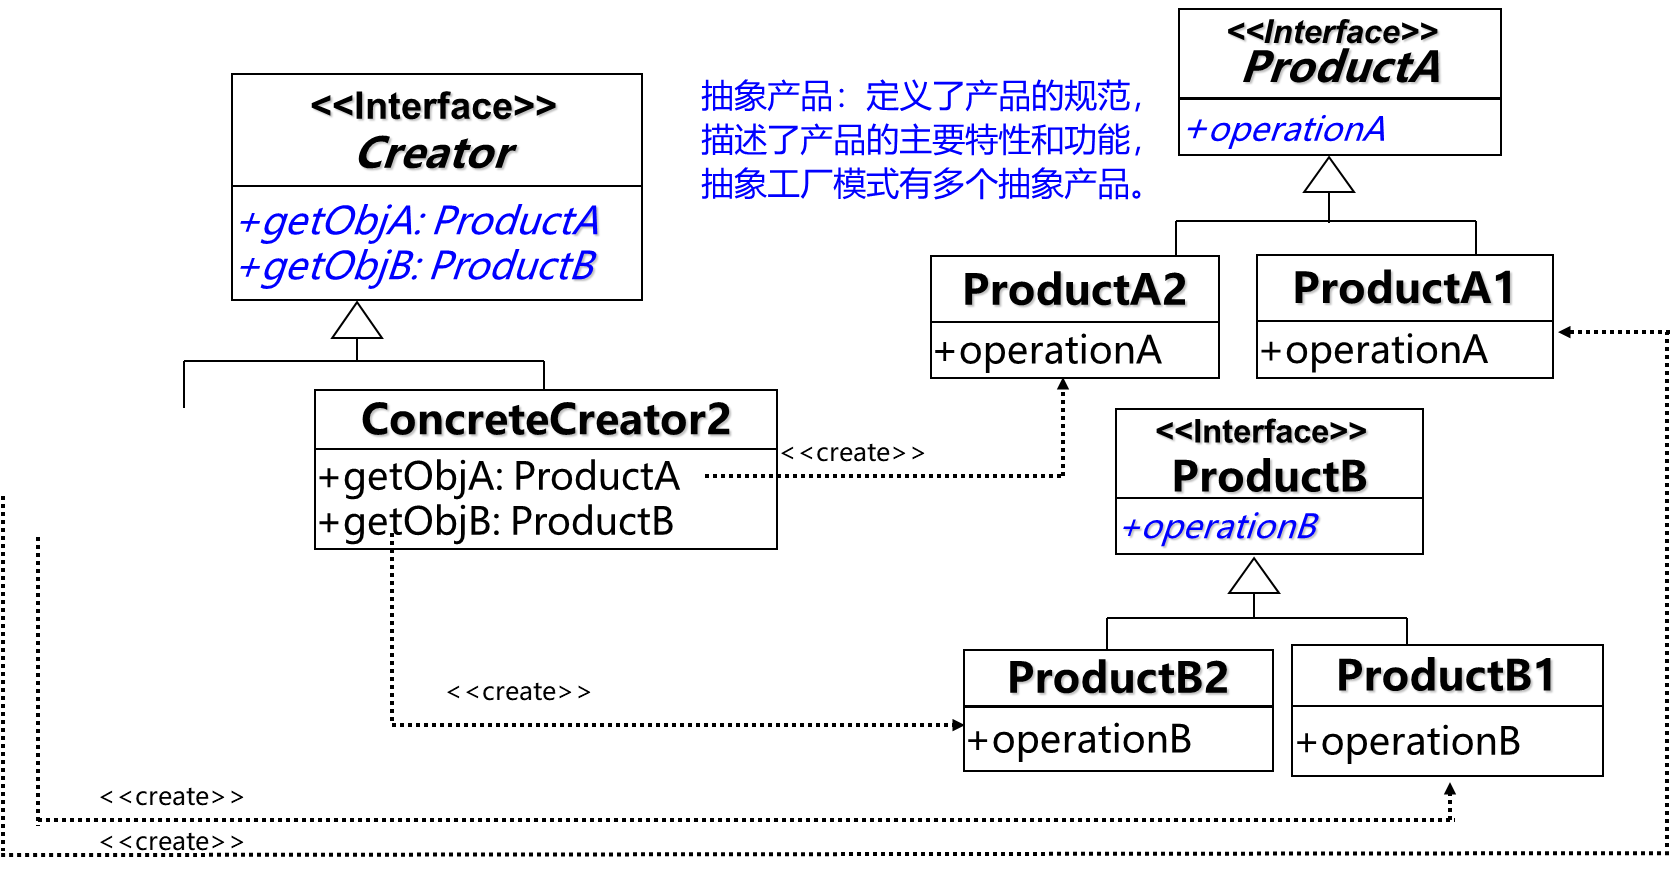 <<Interface>>
Creator
+getObjA: ProductA
+getObjB: ProductB
抽象产品：定义了产品的规范，
描述了产品的主要特性和功能，
抽象工厂模式有多个抽象产品。
<<Interface>>
ProductA
+operationA
ProductA2
+operationA
ProductA1
+operationA
ConcreteCreator2
+getObjA: ProductA
+getObjB: ProductB
<<create>>
<<Interface>>
ProductB
+operationB
<<create>>
ProductB2
+operationB
ProductB1
+operationB
<<create>>
<<create>>